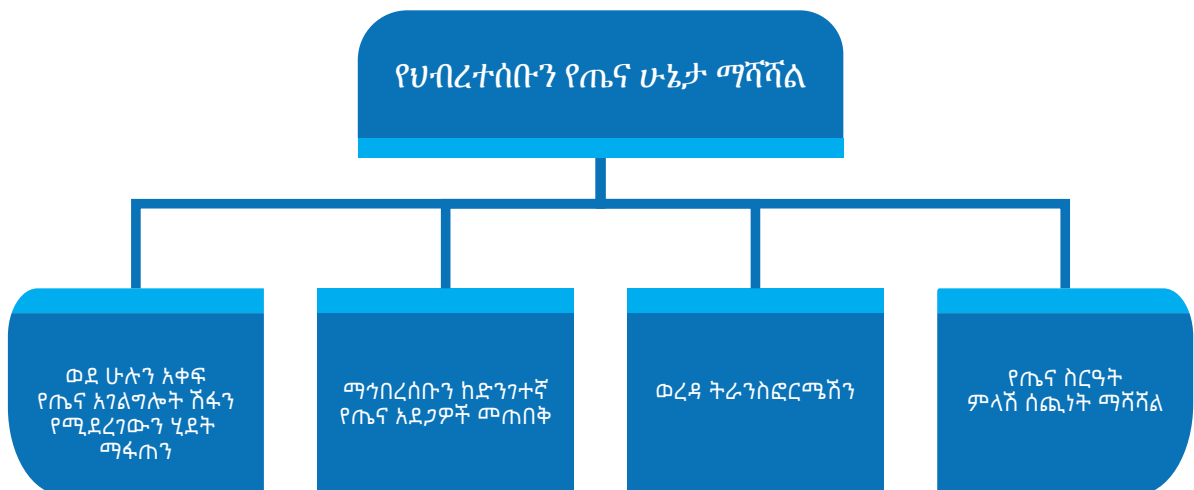 የህብረተሰቡን የጤና ሁኔታ ማሻሻል
ወደ ሁሉን አቀፍ
የጤና አገልግሎት ሽፋን
የሚደረገውን ሂደት
ማፋጠን
ማኅበረሰቡን ከድንገተኛ
የጤና አደጋዎች መጠበቅ
ወረዳ ትራንስፎርሜሽን
የጤና ስርዓት
ምላሽ ሰጪነት ማሻሻል